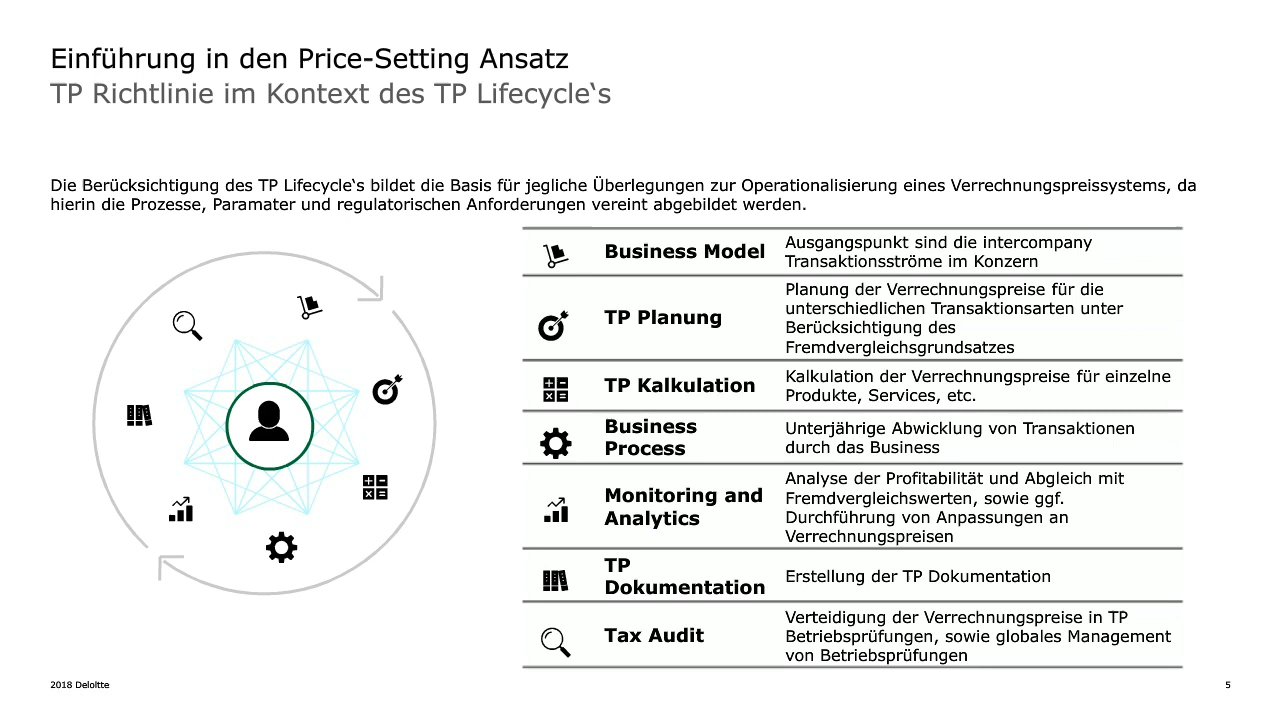 Einführung in den Price-Setting Ansatz
TP Richtlinie im Kontext des TP Lifecycle‘s
Die Berücksichtigung des TP Lifecycle‘s bildet die Basis für jegliche Überlegungen zur Operationalisierung eines Verrechnungspreissystems, da
hierin die Prozesse, Paramater und regulatorischen Anforderungen vereint abgebildet werden.
Business Model
Ausgangspunkt sind die intercompany
Transaktionsströme im Konzern
TP Planung
Planung der Verrechnungspreise für die
unterschiedlichen Transaktionsarten unter
Berücksichtigung des
Fremdvergleichsgrundsatzes
TP Kalkulation
Kalkulation der Verrechnungspreise für einzelne
Produkte, Services, etc.
Business
Process
Unterjährige Abwicklung von Transaktionen
durch das Business
Monitoring and
Analytics
Analyse der Profitabilität und Abgleich mit
Fremdvergleichswerten, sowie ggf.
Durchführung von Anpassungen an
Verrechnungspreisen
TP
Dokumentation
Erstellung der TP Dokumentation
Tax Audit
Verteidigung der Verrechnungspreise in TP
Betriebsprüfungen, sowie globales Management
von Betriebsprüfungen
2018 Deloitte
5